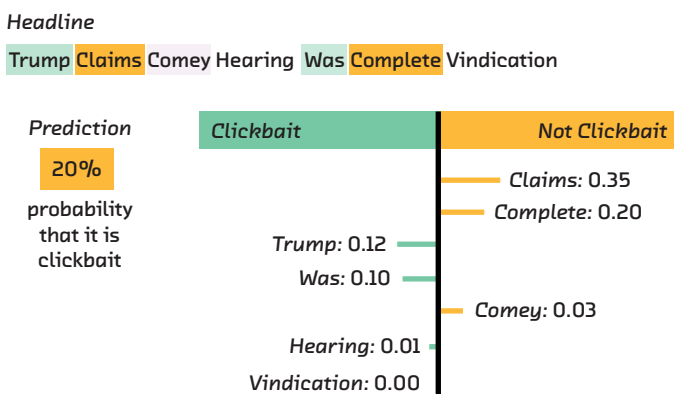 Headline
Trump Claims Comey Hearing Was Complete Vindication
Prediction
20%
probability
that it is
clickbait
Clickbait
Not Clickbait
Claims: 0.35
Complete: 0.20
Trump: 0.12
Was: 0.10
Comey: 0.03
Hearing: 0.01
Vindication: 0.00